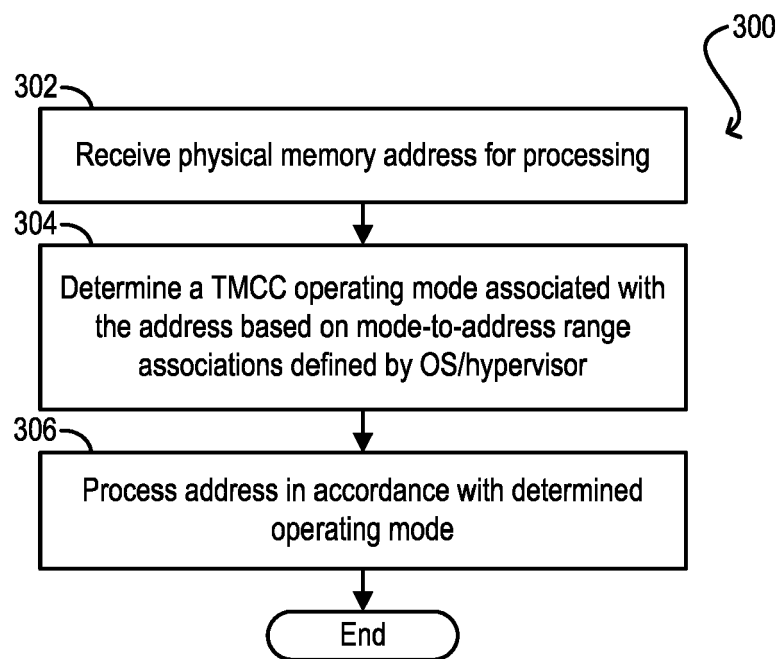 300
302
Receive physical memory address for processing
304
Determine a TMCC operating mode associated with
the address based on mode-to-address range
associations defined by OS/hypervisor
306
Process address in accordance with determined
operating mode
End